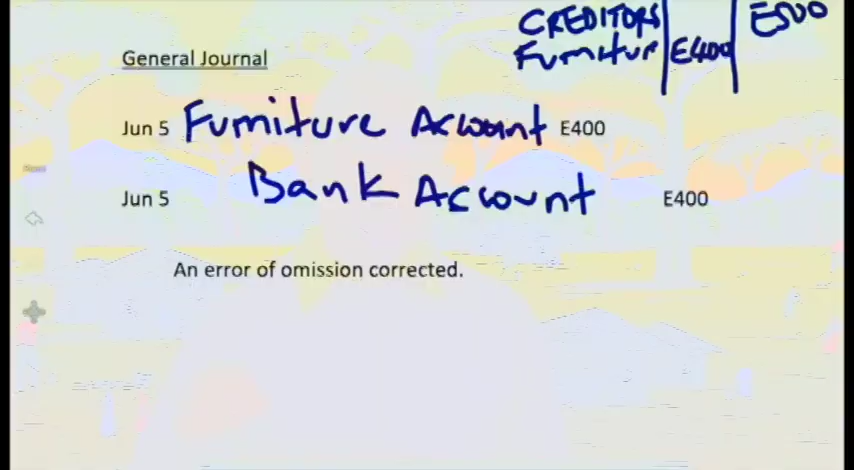 CREDITORS E500
Furnitur E400
General Journal
Jun 5 Furniture Account E400
Jun 5 Bank Account E400
An error of omission corrected.